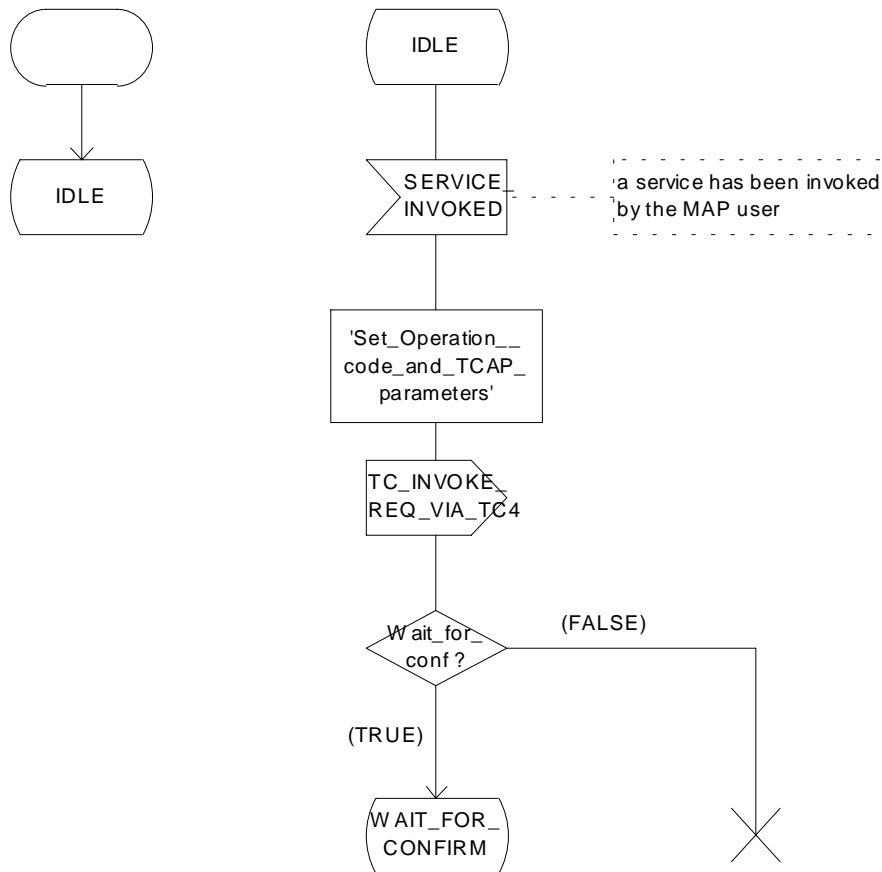 IDLE
IDLE
SERVICE_
INVOKED
a service has been invoked
by the MAP user
'Set_Operation__
code_and_TCAP_
parameters'
TC_INVOKE_
REQ_VIA_TC4
Wait_for_
conf ?
(FALSE)
(TRUE)
WAIT_FOR_
CONFIRM